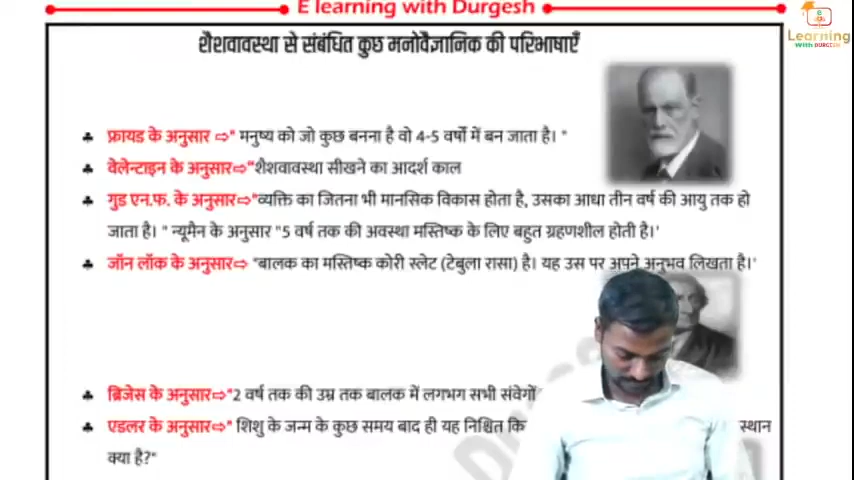 E learning with Durgesh
Learning
With DURGESH
शैशवावस्था से संबंधित कुछ मनोवैज्ञानिक की परिभाषाएँ
♣ फ्रायड के अनुसार ⇨" मनुष्य को जो कुछ बनना है वो 4-5 वर्षों में बन जाता है। "
♣ वेलेन्टाइन के अनुसार⇨"शैशवावस्था सीखने का आदर्श काल
♣ गुड एन.फ. के अनुसार⇨"व्यक्ति का जितना भी मानसिक विकास होता है, उसका आधा तीन वर्ष की आयु तक हो
जाता है। " न्यूमैन के अनुसार "5 वर्ष तक की अवस्था मस्तिष्क के लिए बहुत ग्रहणशील होती है।'
♣ जॉन लॉक के अनुसार⇨ "बालक का मस्तिष्क कोरी स्लेट (टेबुला रासा) है। यह उस पर अपने अनुभव लिखता है।'
♣ ब्रिजेस के अनुसार⇨"2 वर्ष तक की उम्र तक बालक में लगभग सभी संवेगों
♣ एडलर के अनुसार⇨" शिशु के जन्म के कुछ समय बाद ही यह निश्चित कि स्थान
क्या है?"